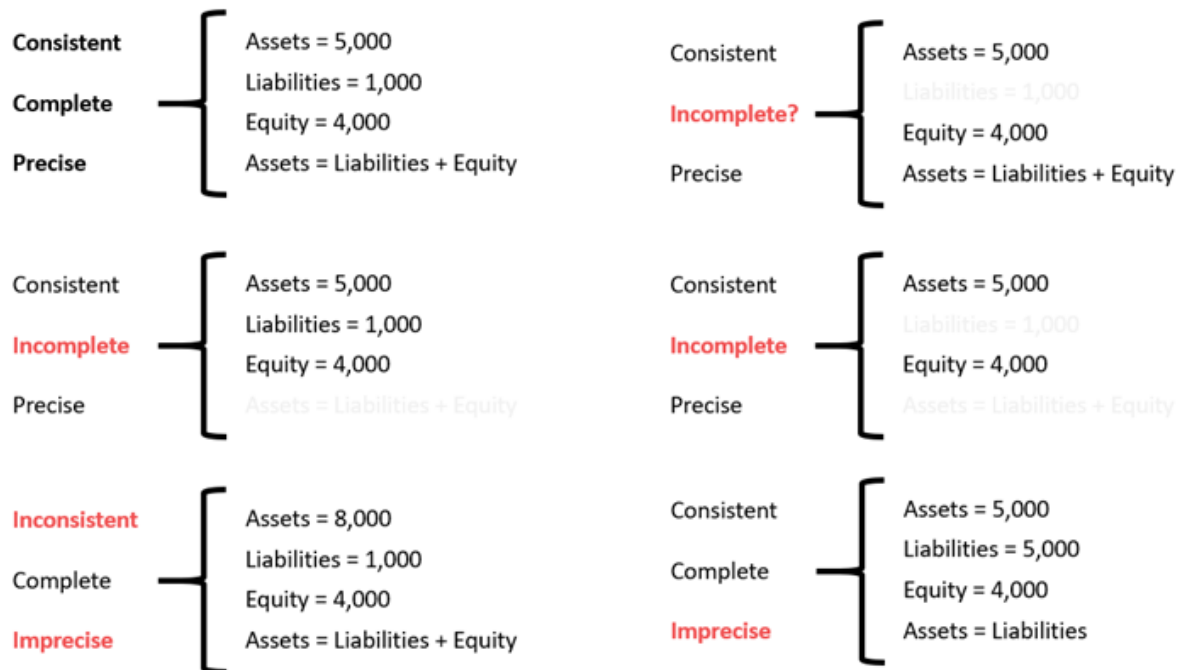 Consistent
Complete
Precise
Assets = 5,000
Liabilities = 1,000
Equity = 4,000
Assets = Liabilities + Equity
Consistent
Incomplete?
Precise
Assets = 5,000
Liabilities = 1,000
Equity = 4,000
Assets = Liabilities + Equity
Consistent
Incomplete
Precise
Assets = 5,000
Liabilities = 1,000
Equity = 4,000
Assets = Liabilities + Equity
Consistent
Incomplete
Precise
Assets = 5,000
Liabilities = 1,000
Equity = 4,000
Assets = Liabilities + Equity
Inconsistent
Complete
Imprecise
Assets = 8,000
Liabilities = 1,000
Equity = 4,000
Assets = Liabilities + Equity
Consistent
Complete
Imprecise
Assets = 5,000
Liabilities = 5,000
Equity = 4,000
Assets = Liabilities